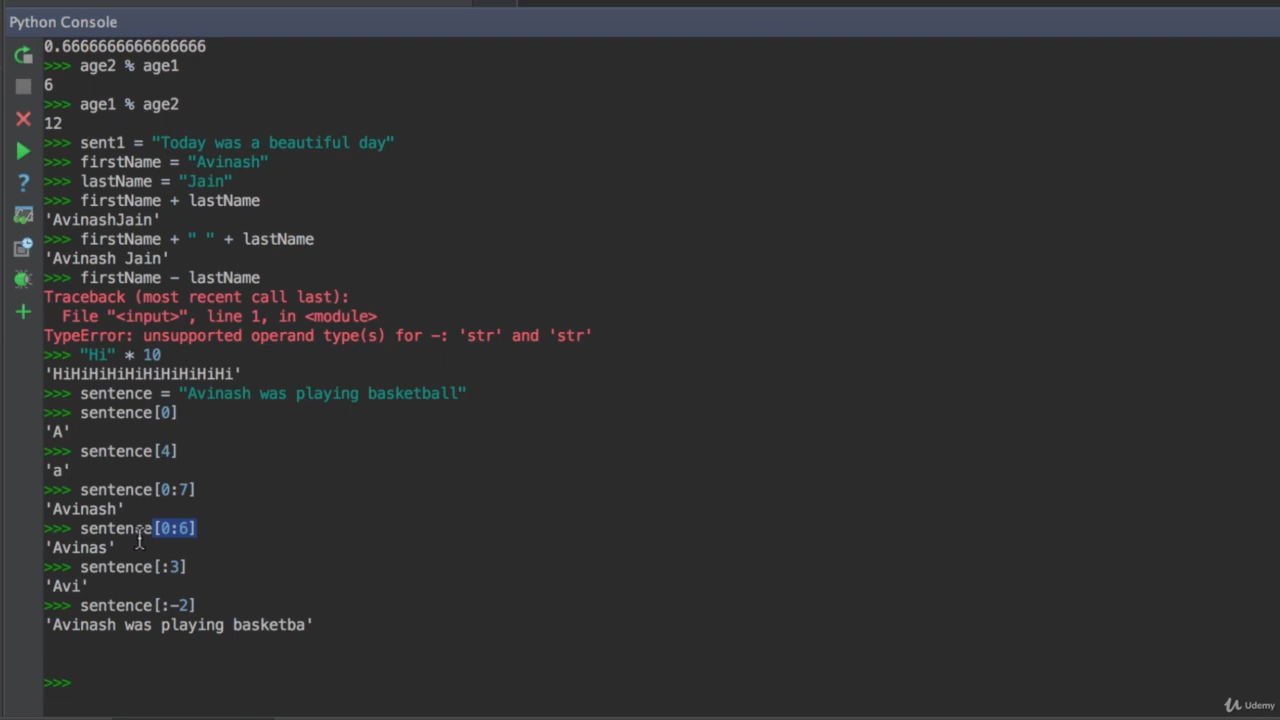 Python Console
0.6666666666666666
>>> age2 % age1
6
>>> age1 % age2
12
>>> sent1 = "Today was a beautiful day"
>>> firstName = "Avinash"
>>> lastName = "Jain"
>>> firstName + lastName
'AvinashJain'
>>> firstName + " " + lastName
'Avinash Jain'
>>> firstName - lastName
Traceback (most recent call last):
  File "<input>", line 1, in <module>
TypeError: unsupported operand type(s) for -: 'str' and 'str'
>>> "Hi" * 10
'HiHiHiHiHiHiHiHiHiHi'
>>> sentence = "Avinash was playing basketball"
>>> sentence[0]
'A'
>>> sentence[4]
'a'
>>> sentence[0:7]
'Avinash'
>>> sentence[0:6]
'Avinas'
>>> sentence[:3]
'Avi'
>>> sentence[:-2]
'Avinash was playing basketba'
>>>
Udemy